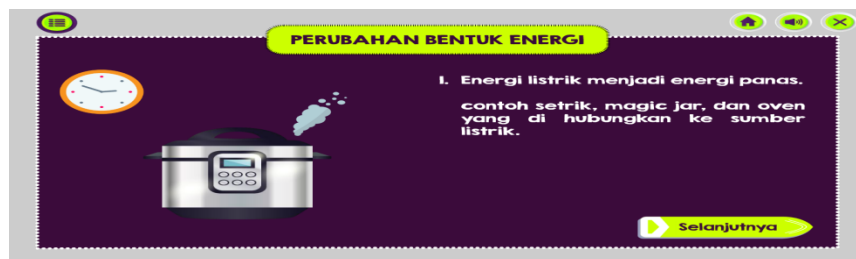 PERUBAHAN BENTUK ENERGI
1. Energi listrik menjadi energi panas.
contoh setrik, magic jar, dan oven
yang di hubungkan ke sumber
listrik.
Selanjutnya